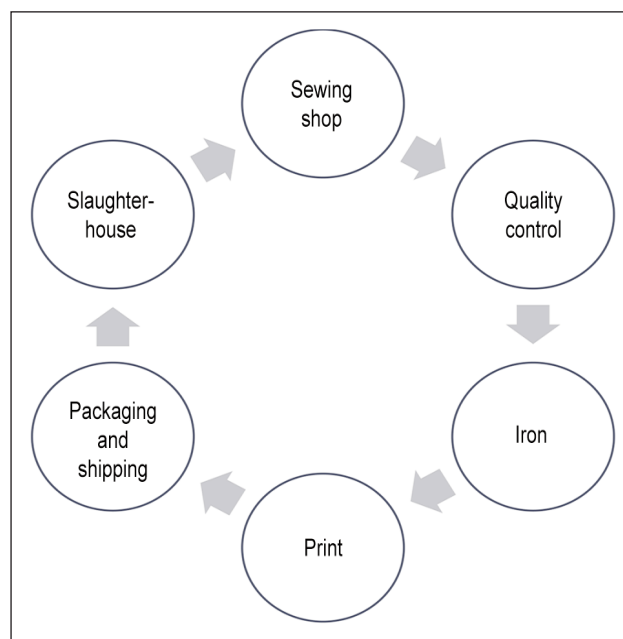 Sewing
shop
Quality
control
Iron
Print
Packaging
and
shipping
Slaughter-
house